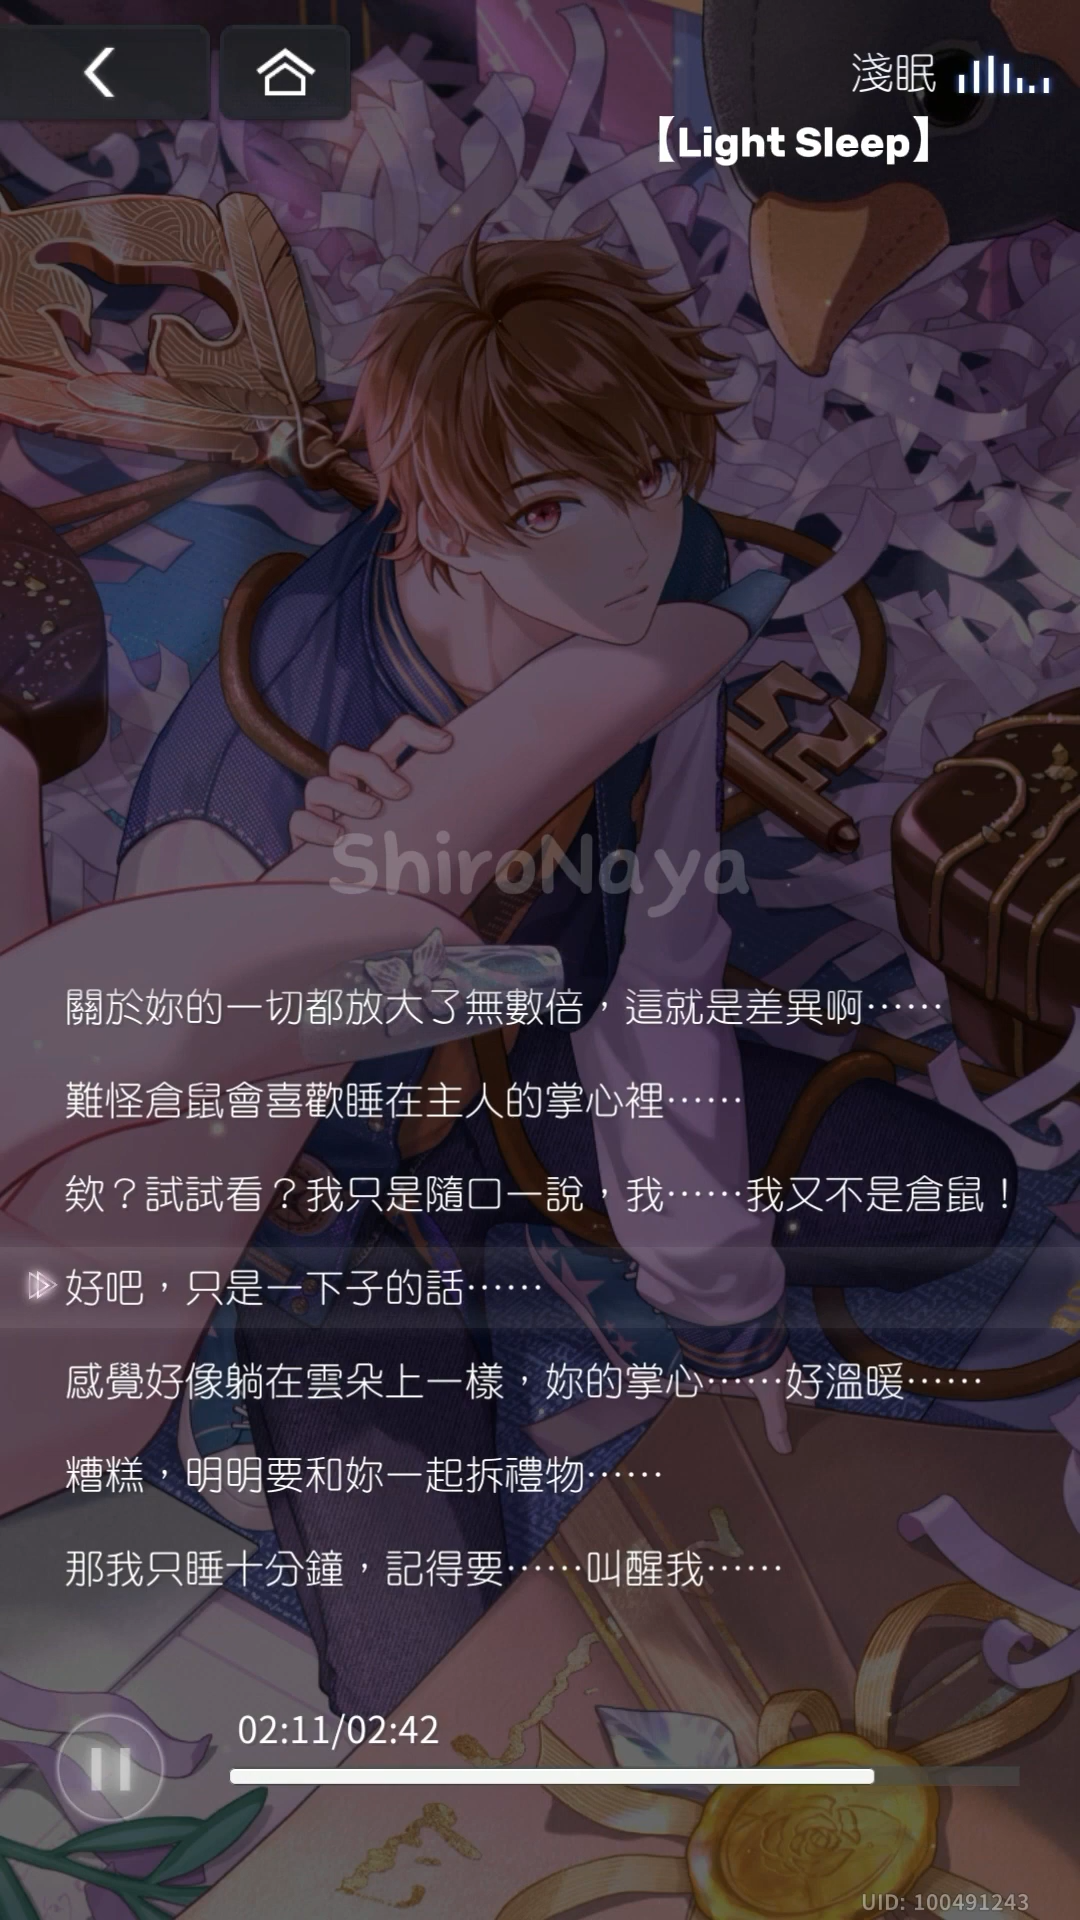 淺眠
【Light Sleep】
ShiroNaya
關於妳的一切都放大了無數倍，這就是差異啊……
難怪倉鼠會喜歡睡在主人的掌心裡……
欸？試試看？我只是隨口一說，我……我又不是倉鼠！
好吧，只是一下子的話……
感覺好像躺在雲朵上一樣，妳的掌心……好溫暖……
糟糕，明明要和妳一起拆禮物……
那我只睡十分鐘，記得要……叫醒我……
02:11/02:42
UID: 100491243